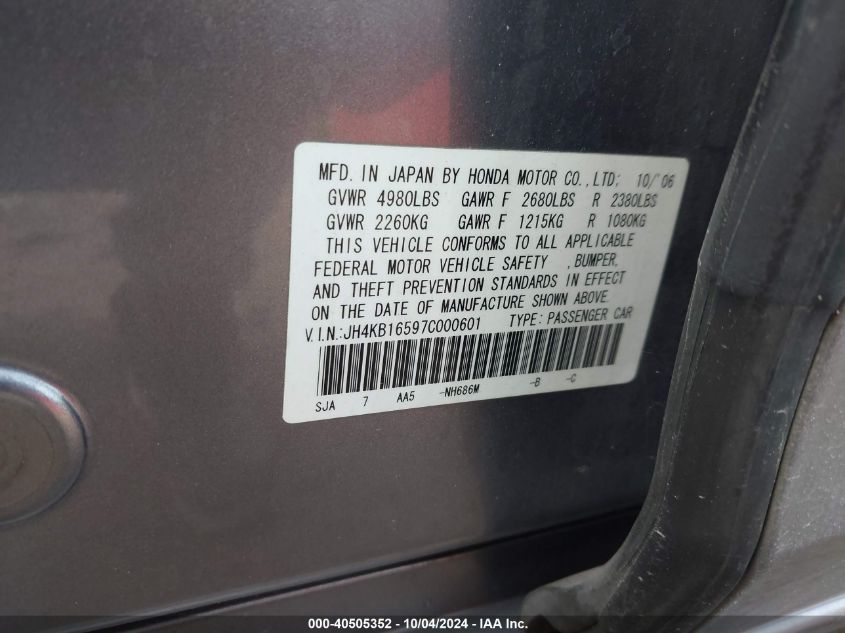 MFD. IN JAPAN BY HONDA MOTOR CO.,LTD; 10/'06
GVWR 4980LBS GAWR F 2680LBS R 2380LBS
GVWR 2260KG GAWR F 1215KG R 1080KG
THIS VEHICLE CONFORMS TO ALL APPLICABLE
FEDERAL MOTOR VEHICLE SAFETY , BUMPER,
AND THEFT PREVENTION STANDARDS IN EFFECT
ON THE DATE OF MANUFACTURE SHOWN ABOVE.
V.I.N.:JH4KB16597C000601 TYPE: PASSENGER CAR
SJA 7 AA5 -NH686M -B -C
000-40505352 - 10/04/2024 - IAA Inc.